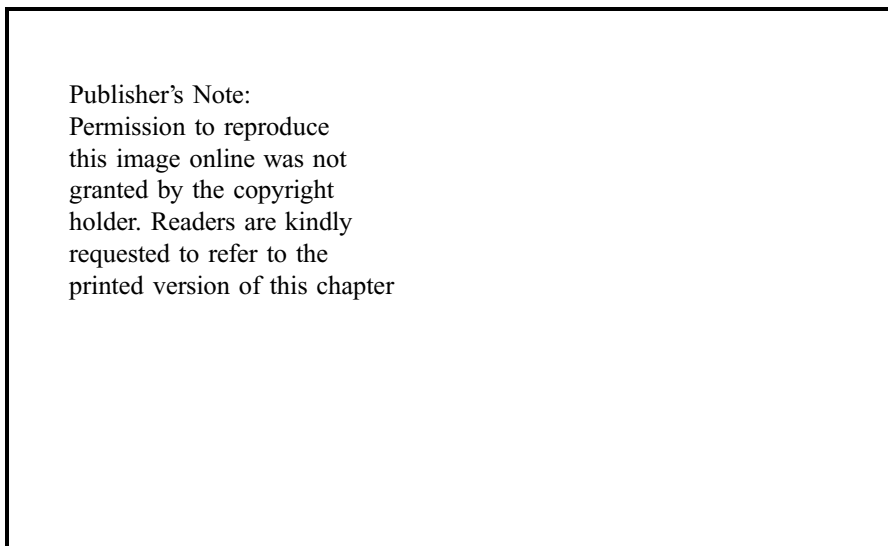 Publisher’s Note:
Permission to reproduce
this image online was not
granted by the copyright
holder. Readers are kindly
requested to refer to the
printed version of this chapter